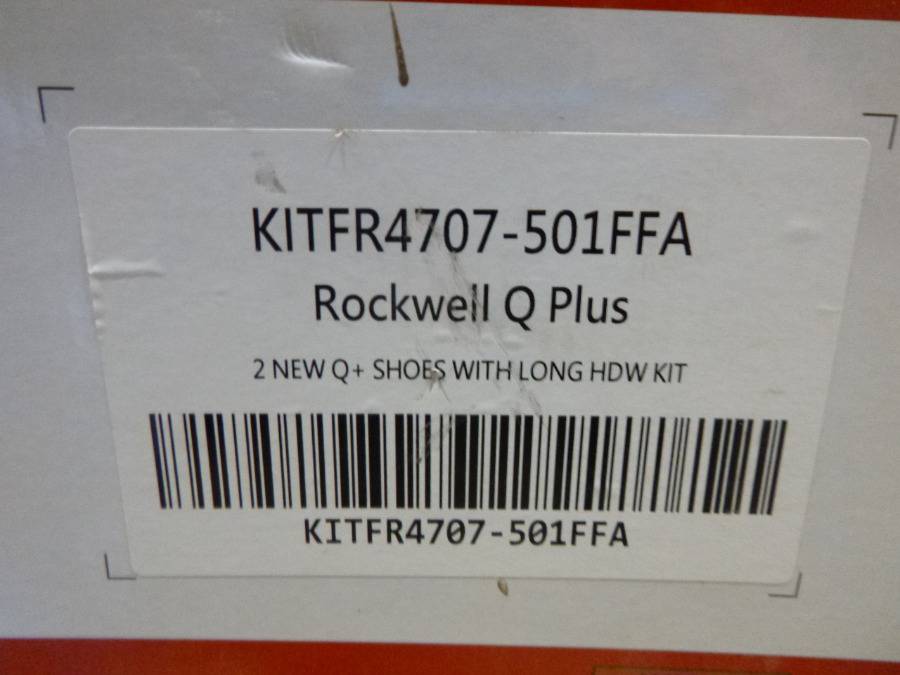 KITFR4707-501FFA
Rockwell Q Plus
2 NEW Q+ SHOES WITH LONG HDW KIT
KITFR4707-501FFA